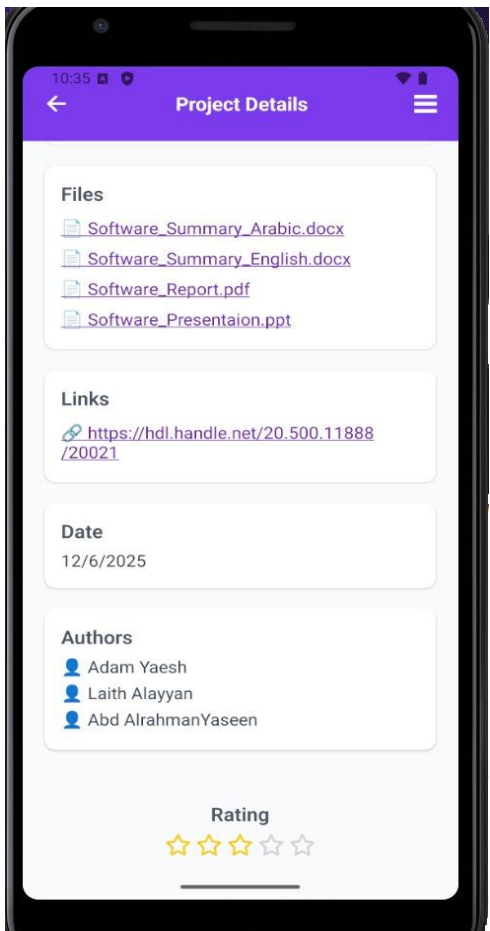 10:35
Project Details
Files
Software_Summary_Arabic.docx
Software_Summary_English.docx
Software_Report.pdf
Software_Presentaion.ppt
Links
https://hdl.handle.net/20.500.11888
/20021
Date
12/6/2025
Authors
Adam Yaesh
Laith Alayyan
Abd AlrahmanYaseen
Rating